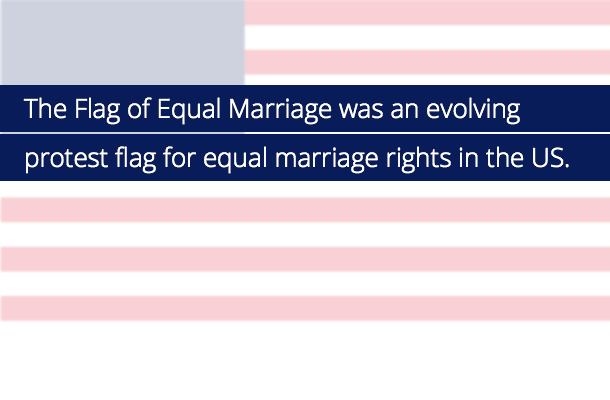 The Flag of Equal Marriage was an evolving
protest flag for equal marriage rights in the US.